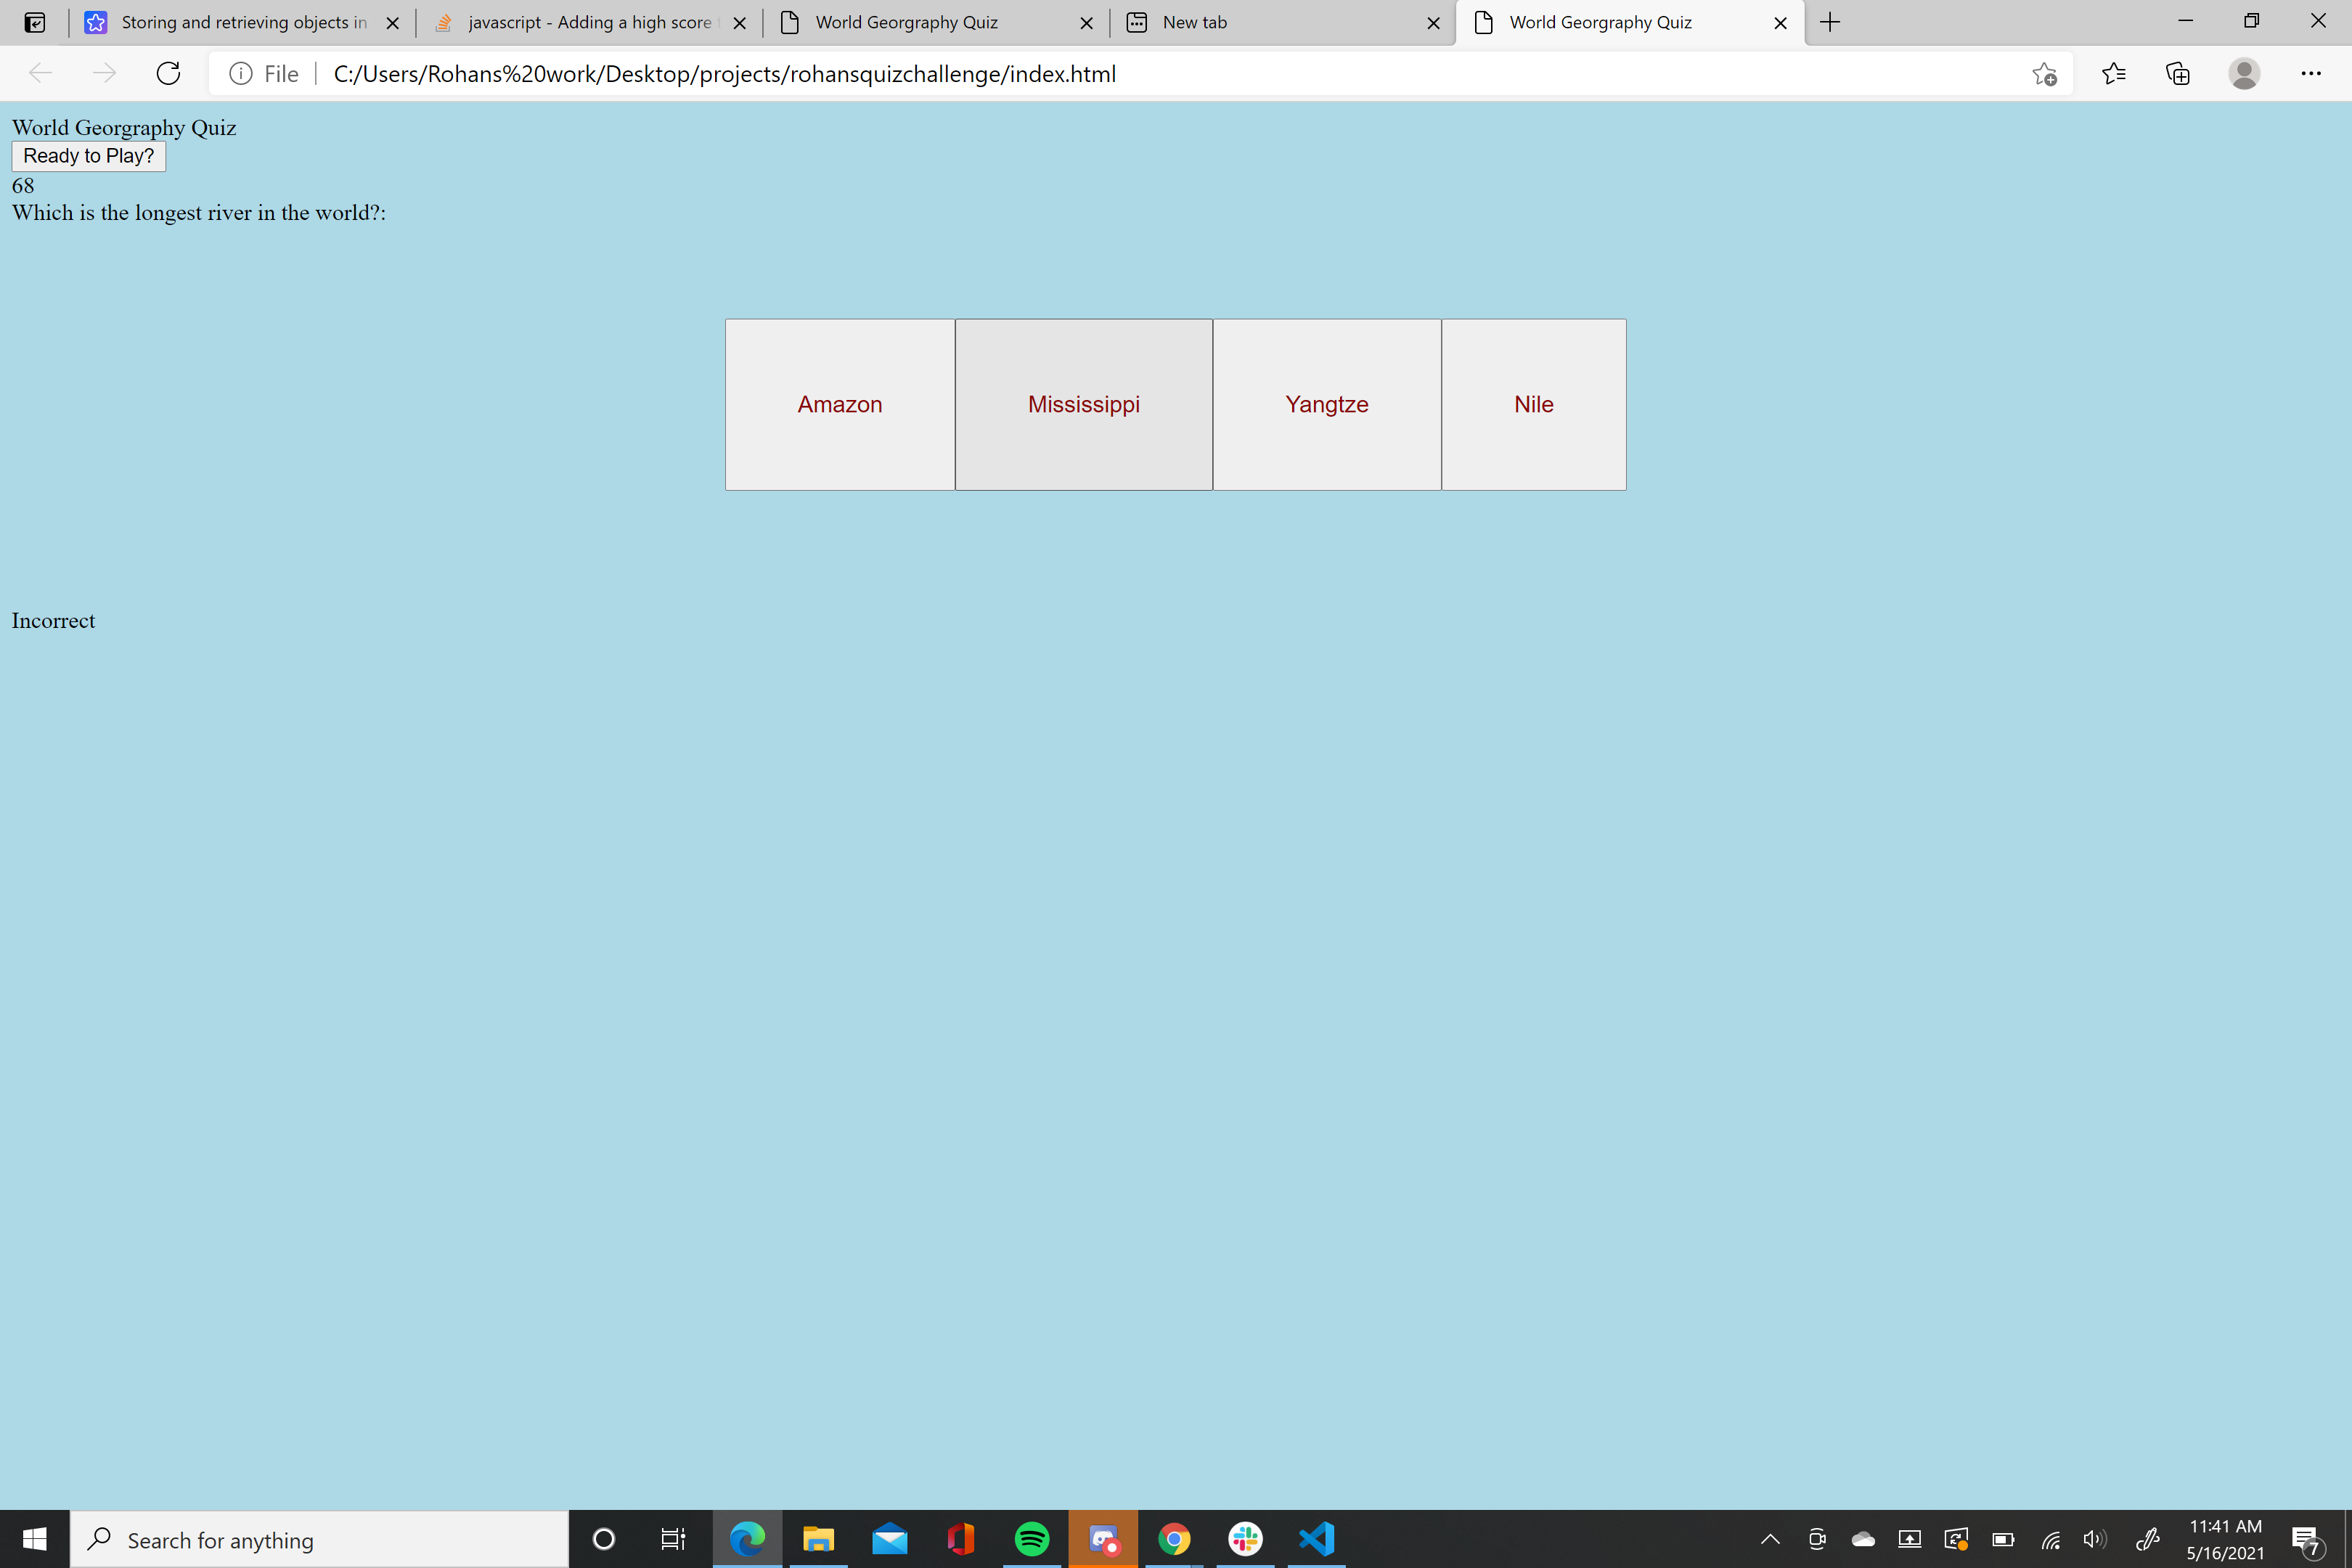 Storing and retrieving objects in
javascript - Adding a high score
World Georgraphy Quiz
New tab
World Georgraphy Quiz
File
C:/Users/Rohans%20work/Desktop/projects/rohansquizchallenge/index.html
World Georgraphy Quiz
Ready to Play?
68
Which is the longest river in the world?:
Amazon
Mississippi
Yangtze
Nile
Incorrect
Search for anything
11:41 AM
5/16/2021
7